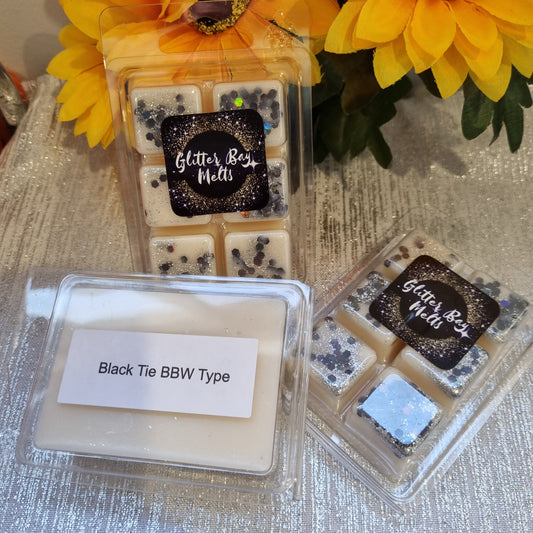 Glitter Bay
Melts
Glitter Bay
Melts
Black Tie BBW Type